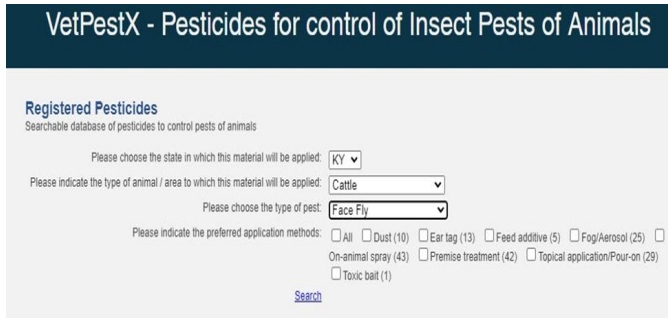 VetPestX - Pesticides for control of Insect Pests of Animals
Registered Pesticides
Searchable database of pesticides to control pests of animals
Please choose the state in which this material will be applied: KY
Please indicate the type of animal / area to which this material will be applied: Cattle
Please choose the type of pest: Face Fly
Please indicate the preferred application methods: All Dust (10) Ear tag (13) Feed additive (5) Fog/Aerosol (25)
On-animal spray (43) Premise treatment (42) Topical application/Pour-on (29)
Toxic bait (1)
Search